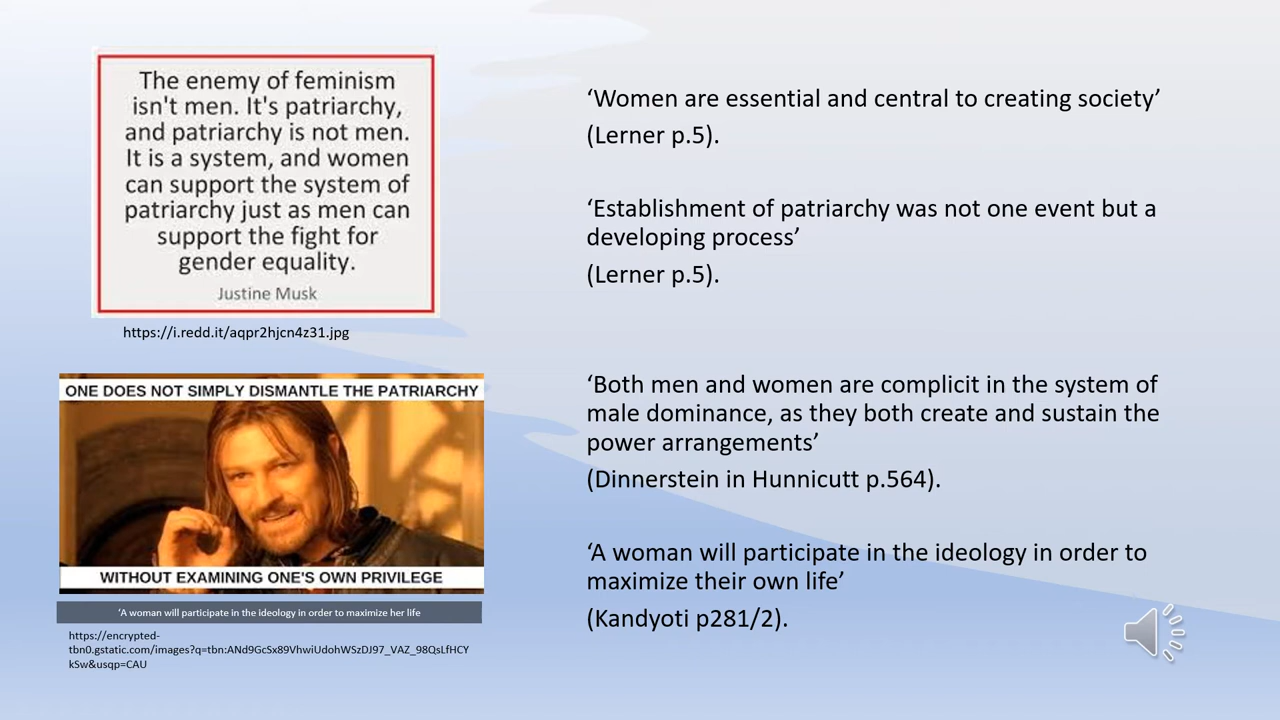 The enemy of feminism
isn't men. It's patriarchy,
and patriarchy is not men.
It is a system, and women
can support the system of
patriarchy just as men can
support the fight for
gender equality.
Justine Musk
https://i.redd.it/aqpr2hjcn4z31.jpg
ONE DOES NOT SIMPLY DISMANTLE THE PATRIARCHY
WITHOUT EXAMINING ONE'S OWN PRIVILEGE
‘A woman will participate in the ideology in order to maximize her life
https://encrypted-
tbn0.gstatic.com/images?q=tbn:ANd9GcSx89VhwiUdohWSzDJ97_VAZ_98QsLfHCY
kSw&usqp=CAU
‘Women are essential and central to creating society’
(Lerner p.5).
‘Establishment of patriarchy was not one event but a
developing process’
(Lerner p.5).
‘Both men and women are complicit in the system of
male dominance, as they both create and sustain the
power arrangements’
(Dinnerstein in Hunnicutt p.564).
‘A woman will participate in the ideology in order to
maximize their own life’
(Kandyoti p281/2).